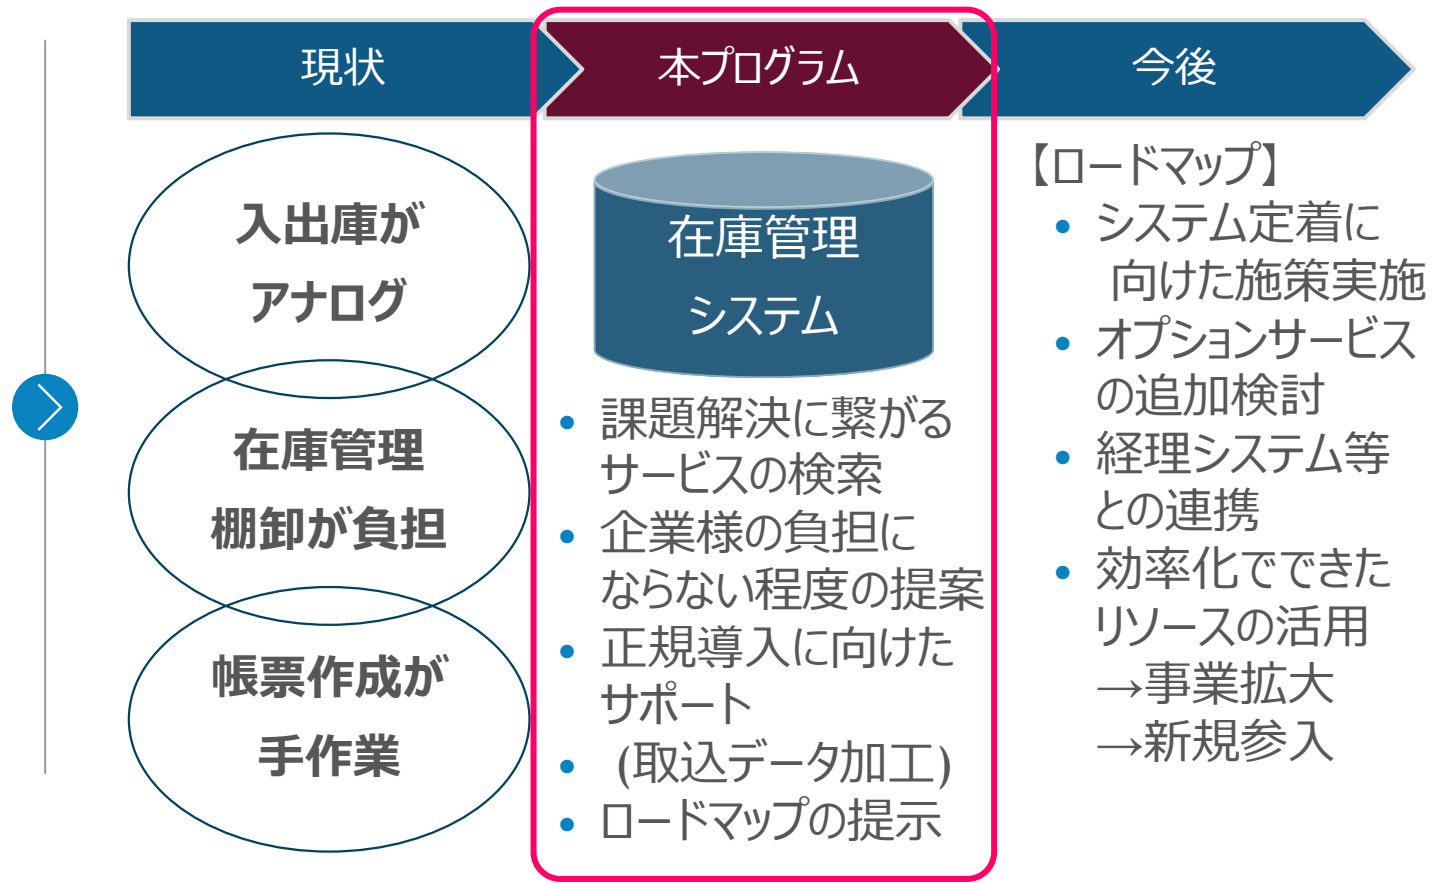 現状
本プログラム
今後
入出庫が
アナログ
在庫管理
棚卸が負担
帳票作成が
手作業
在庫管理
システム
• 課題解決に繋がる
サービスの検索
• 企業様の負担に
ならない程度の提案
• 正規導入に向けた
サポート
• (取込データ加工)
• ロードマップの提示
【ロードマップ】
• システム定着に
向けた施策実施
• オプションサービス
の追加検討
• 経理システム等
との連携
• 効率化でできた
リソースの活用
→事業拡大
→新規参入